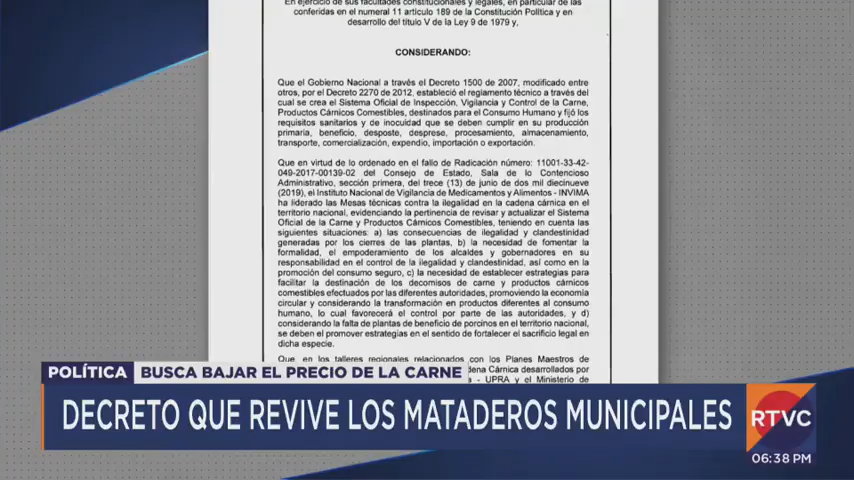 En ejercicio de sus facultades constitucionales y legales, en particular de las
conferidas en el numeral 11 artículo 189 de la Constitución Política y en
desarrollo del título V de la Ley 9 de 1979 y,
CONSIDERANDO:
Que el Gobierno Nacional a través el Decreto 1500 de 2007, modificado entre
otros, por el Decreto 2270 de 2012, estableció el reglamento técnico a través del
cual se crea el Sistema Oficial de Inspección, Vigilancia y Control de la Carne,
Productos Cárnicos Comestibles, destinados para el Consumo Humano y fijó los
requisitos sanitarios y de inocuidad que se deben cumplir en su producción
primaria, beneficio, desposte, desprese, procesamiento, almacenamiento,
transporte, comercialización, expendio, importación o exportación.
Que en virtud de lo ordenado en el fallo de Radicación número: 11001-33-42-
049-2017-00139-02 del Consejo de Estado, Sala de lo Contencioso
Administrativo, sección primera, del trece (13) de junio de dos mil diecinueve
(2019), el Instituto Nacional de Vigilancia de Medicamentos y Alimentos - INVIMA
ha liderado las Mesas técnicas contra la ilegalidad en la cadena cárnica en el
territorio nacional, evidenciando la pertinencia de revisar y actualizar el Sistema
Oficial de la Carne y Productos Cárnicos Comestibles, teniendo en cuenta las
siguientes situaciones: a) las consecuencias de ilegalidad y clandestinidad
generadas por los cierres de las plantas, b) la necesidad de fomentar la
formalidad, el empoderamiento de los alcaldes y gobernadores en su
responsabilidad en el control de la ilegalidad y clandestinidad, así como en la
promoción del consumo seguro, c) la necesidad de establecer estrategias para
facilitar la destinación de los decomisos de carne y productos cárnicos
comestibles efectuados por las diferentes autoridades, promoviendo la economía
circular y considerando la transformación en productos diferentes al consumo
humano, lo cual favorecerá el control por parte de las autoridades, y d)
considerando la falta de plantas de beneficio de porcinos en el territorio nacional,
se deben el promover estrategias en el sentido de fortalecer el sacrificio legal en
dicha especie.
Que en los talleres regionales relacionados con los Planes Maestros de
Cárnica desarrollados por
- UPRA y el Ministerio de
POLÍTICA BUSCA BAJAR EL PRECIO DE LA CARNE
DECRETO QUE REVIVE LOS MATADEROS MUNICIPALES
RTVC
06:38 PM